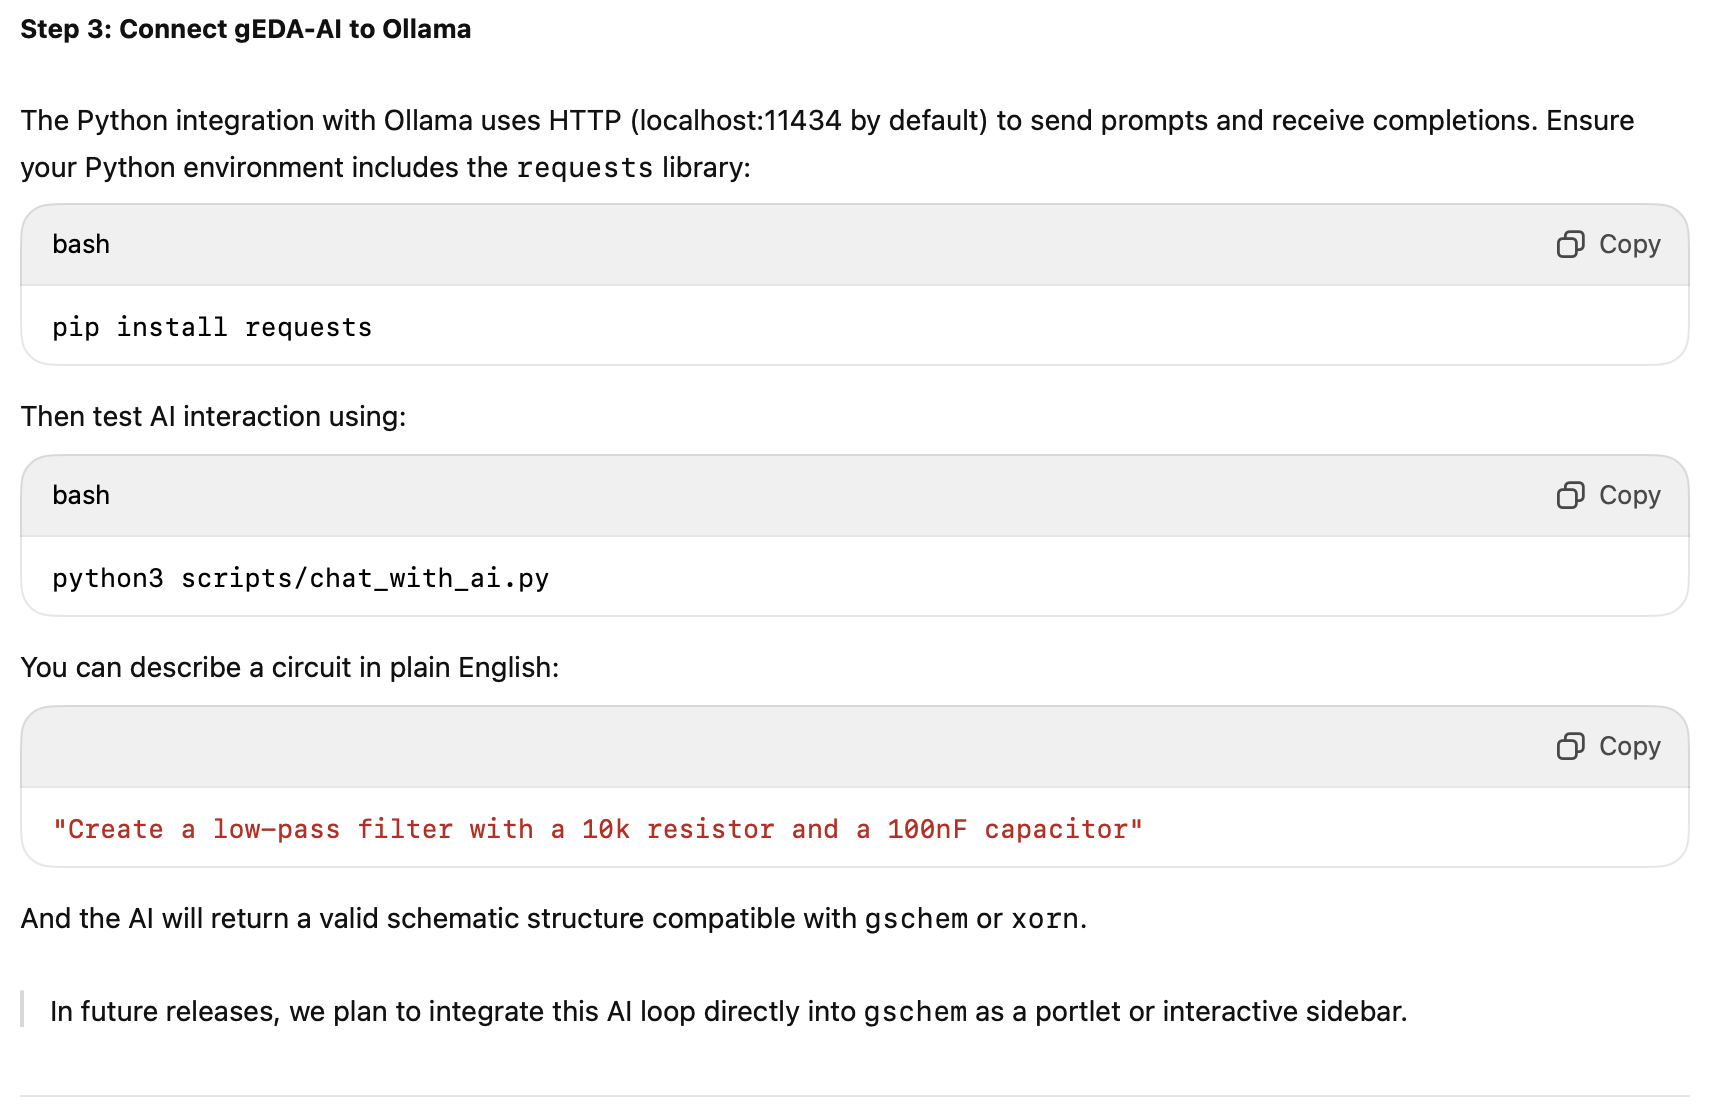 Step 3: Connect gEDA-AI to Ollama
The Python integration with Ollama uses HTTP (localhost:11434 by default) to send prompts and receive completions. Ensure
your Python environment includes the requests library:
bash
Copy
pip install requests
Then test AI interaction using:
bash
Copy
python3 scripts/chat_with_ai.py
You can describe a circuit in plain English:
Copy
"Create a low-pass filter with a 10k resistor and a 100nF capacitor"
And the AI will return a valid schematic structure compatible with gschem or xorn.
In future releases, we plan to integrate this AI loop directly into gschem as a portlet or interactive sidebar.